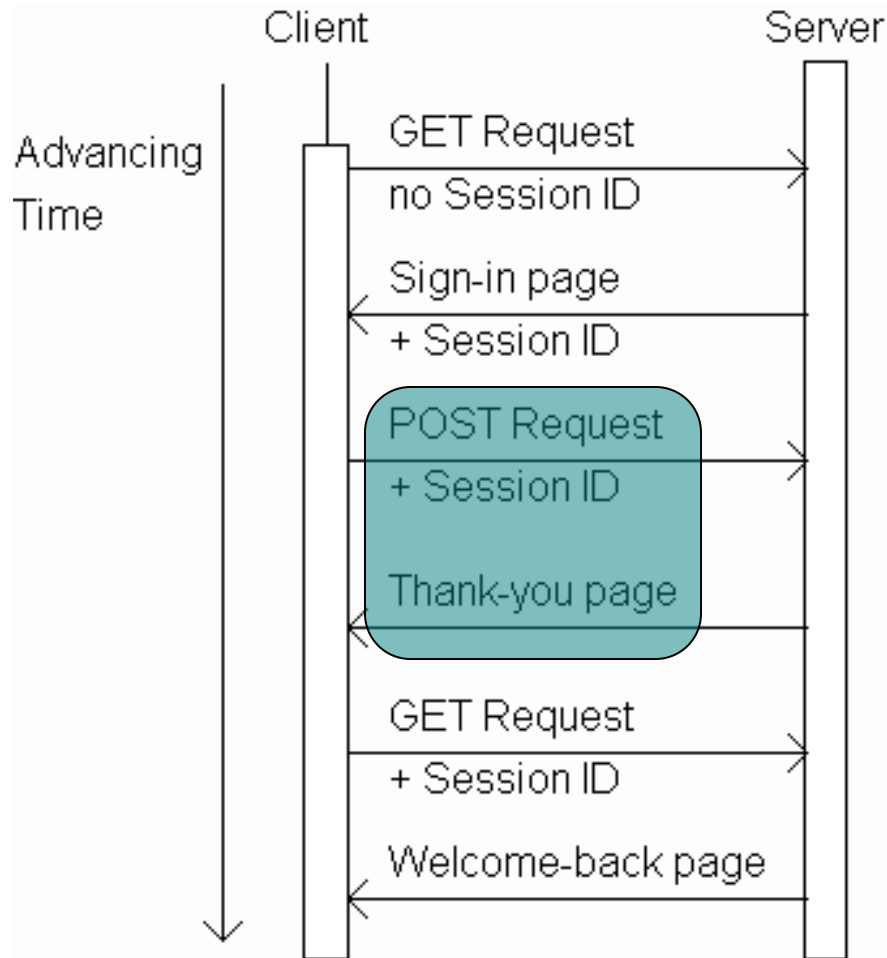 Client
Server
Advancing
Time
GET Request
no Session ID
Sign-in page
+ Session ID
POST Request
+ Session ID
Thank-you page
GET Request
+ Session ID
Welcome-back page